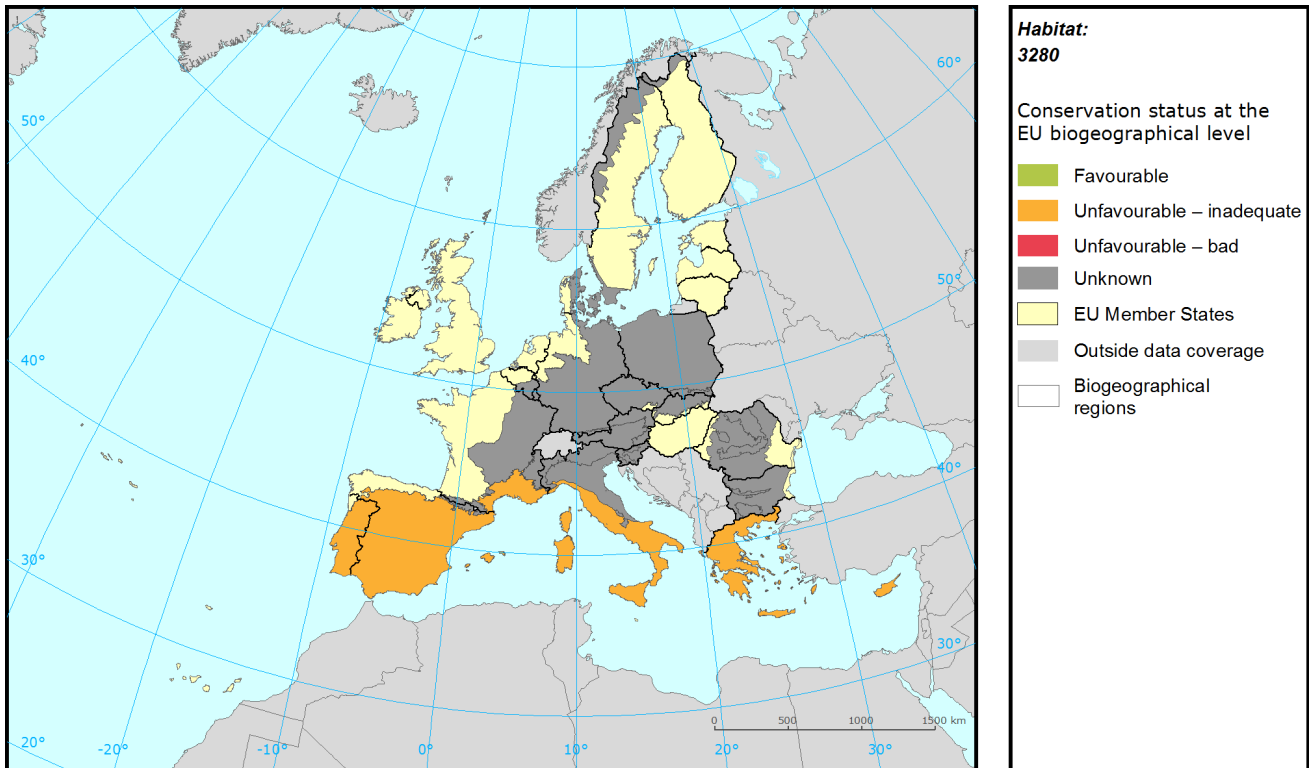 Habitat:
3280
Conservation status at the
EU biogeographical level
Favourable
Unfavourable – inadequate
Unfavourable – bad
Unknown
EU Member States
Outside data coverage
Biogeographical
regions
60°
50°
50°
40°
40°
30°
30°
20°
-20°
-10°
0°
10°
20°
30°
0 500 1000 1500 km